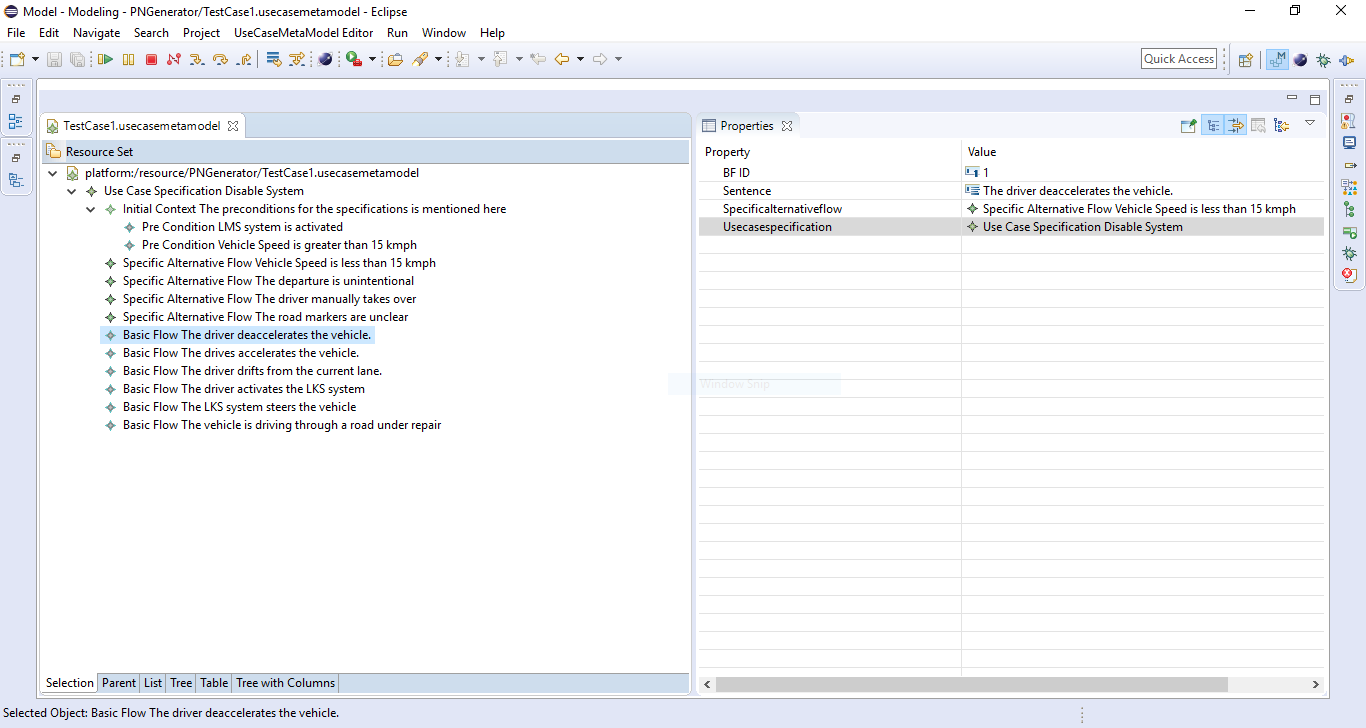 Model - Modeling - PNGenerator/TestCase1.usecasemetamodel - Eclipse
File Edit Navigate Search Project UseCaseMetaModel Editor Run Window Help
Quick Access
TestCase1.usecasemetamodel
Resource Set
platform:/resource/PNGenerator/TestCase1.usecasemetamodel
Use Case Specification Disable System
Initial Context The preconditions for the specifications is mentioned here
Pre Condition LMS system is activated
Pre Condition Vehicle Speed is greater than 15 kmph
Specific Alternative Flow Vehicle Speed is less than 15 kmph
Specific Alternative Flow The departure is unintentional
Specific Alternative Flow The driver manually takes over
Specific Alternative Flow The road markers are unclear
Basic Flow The driver deaccelerates the vehicle.
Basic Flow The drives accelerates the vehicle.
Basic Flow The driver drifts from the current lane.
Basic Flow The driver activates the LKS system
Basic Flow The LKS system steers the vehicle
Basic Flow The vehicle is driving through a road under repair
Selection Parent List Tree Table Tree with Columns
Properties
Property Value
BF ID 1
Sentence The driver deaccelerates the vehicle.
Specificalternativeflow Specific Alternative Flow Vehicle Speed is less than 15 kmph
Usecasespecification Use Case Specification Disable System
Window Snip
Selected Object: Basic Flow The driver deaccelerates the vehicle.